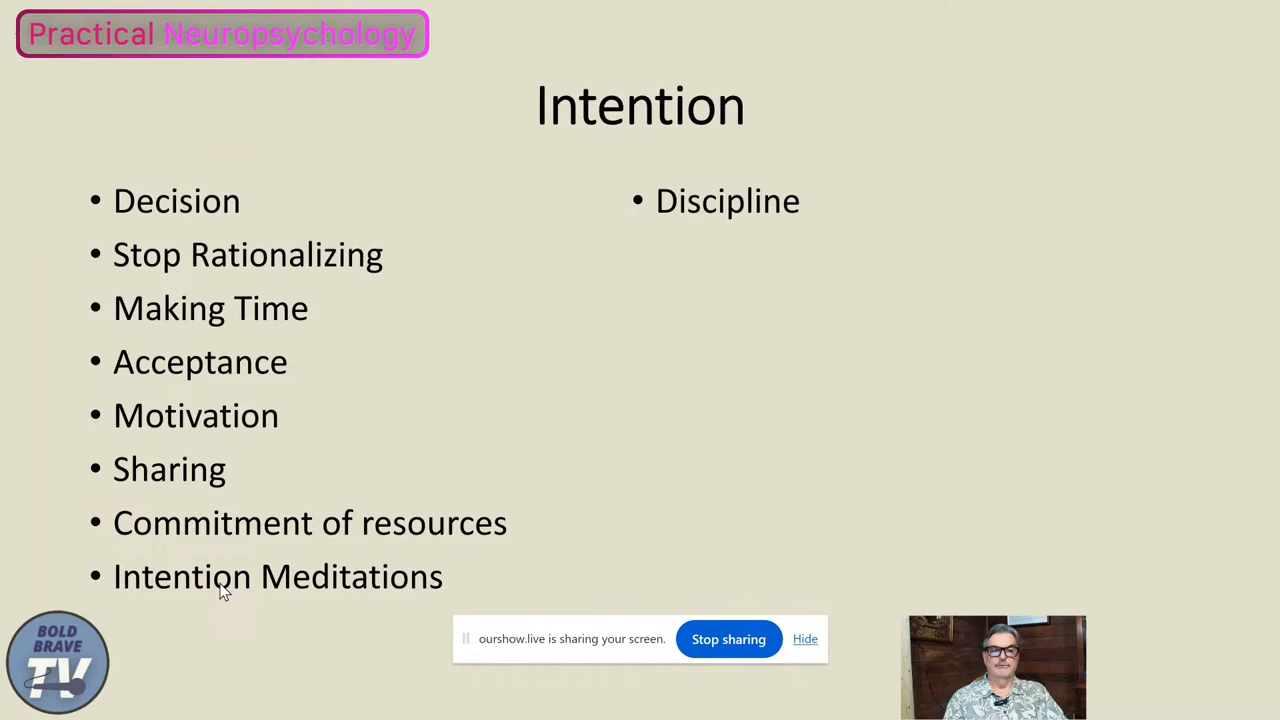 Practical Neuropsychology
Intention
• Decision
• Stop Rationalizing
• Making Time
• Acceptance
• Motivation
• Sharing
• Commitment of resources
• Intention Meditations
• Discipline
ourshow.live is sharing your screen. Stop sharing Hide
BOLD
BRAVE
TV